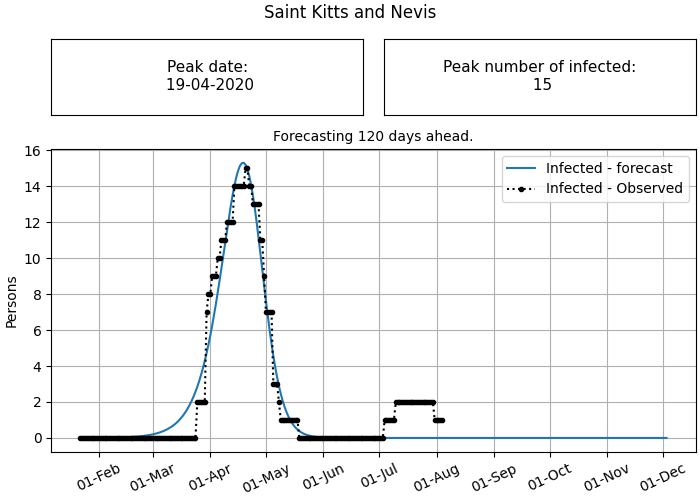 Saint Kitts and Nevis
Peak date:
19-04-2020
Peak number of infected:
15
Forecasting 120 days ahead.
Infected - forecast
Infected - Observed
Persons
16
14
12
10
8
6
4
2
0
01-Feb
01-Mar
01-Apr
01-May
01-Jun
01-Jul
01-Aug
01-Sep
01-Oct
01-Nov
01-Dec